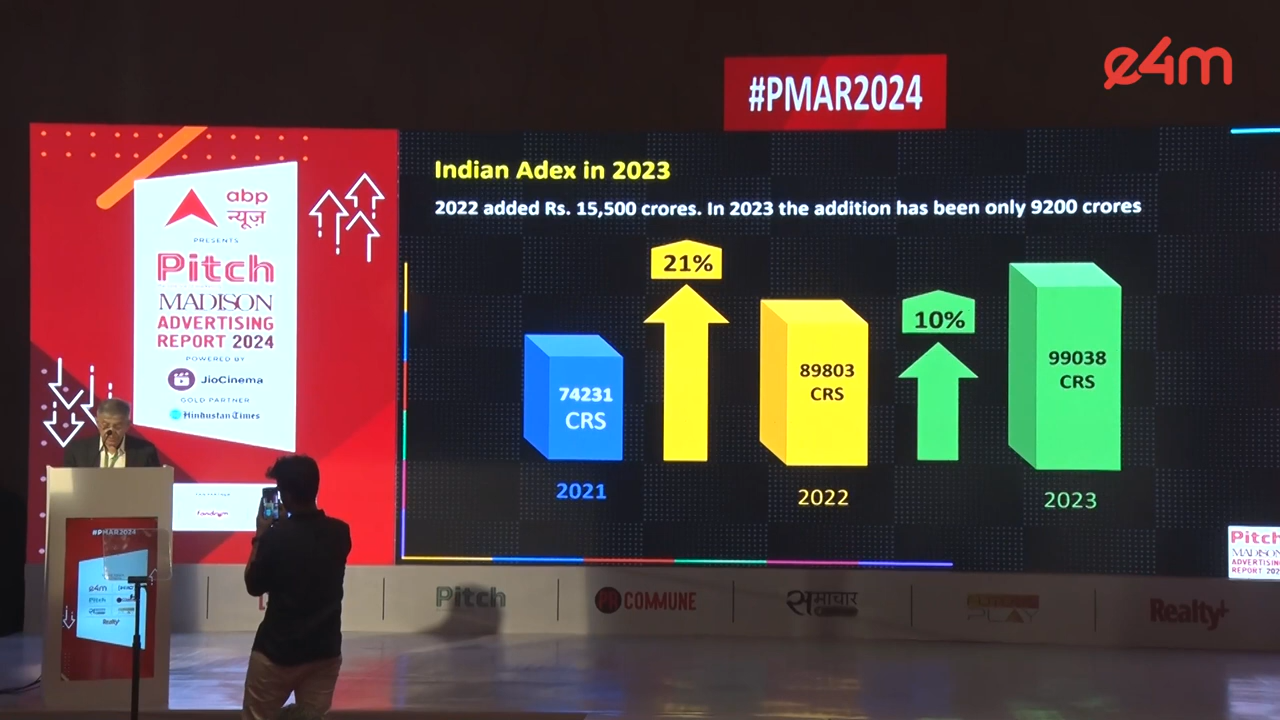 e4m
#PMAR2024
abp
न्यूज़
PRESENTS
Pitch
MADISON
ADVERTISING
REPORT 2024
POWERED BY
JioCinema
GOLD PARTNER
Hindustan Times
Indian Adex in 2023
2022 added Rs. 15,500 crores. In 2023 the addition has been only 9200 crores
21%
10%
74231
CRS
89803
CRS
99038
CRS
2021
2022
2023
Pitch
MADISON
ADVERTISING
REPORT 202
#PMAR2024
e4m
Pitch
Realty+
Pitch
COMMUNE
समाचार
PLAY
Realty+